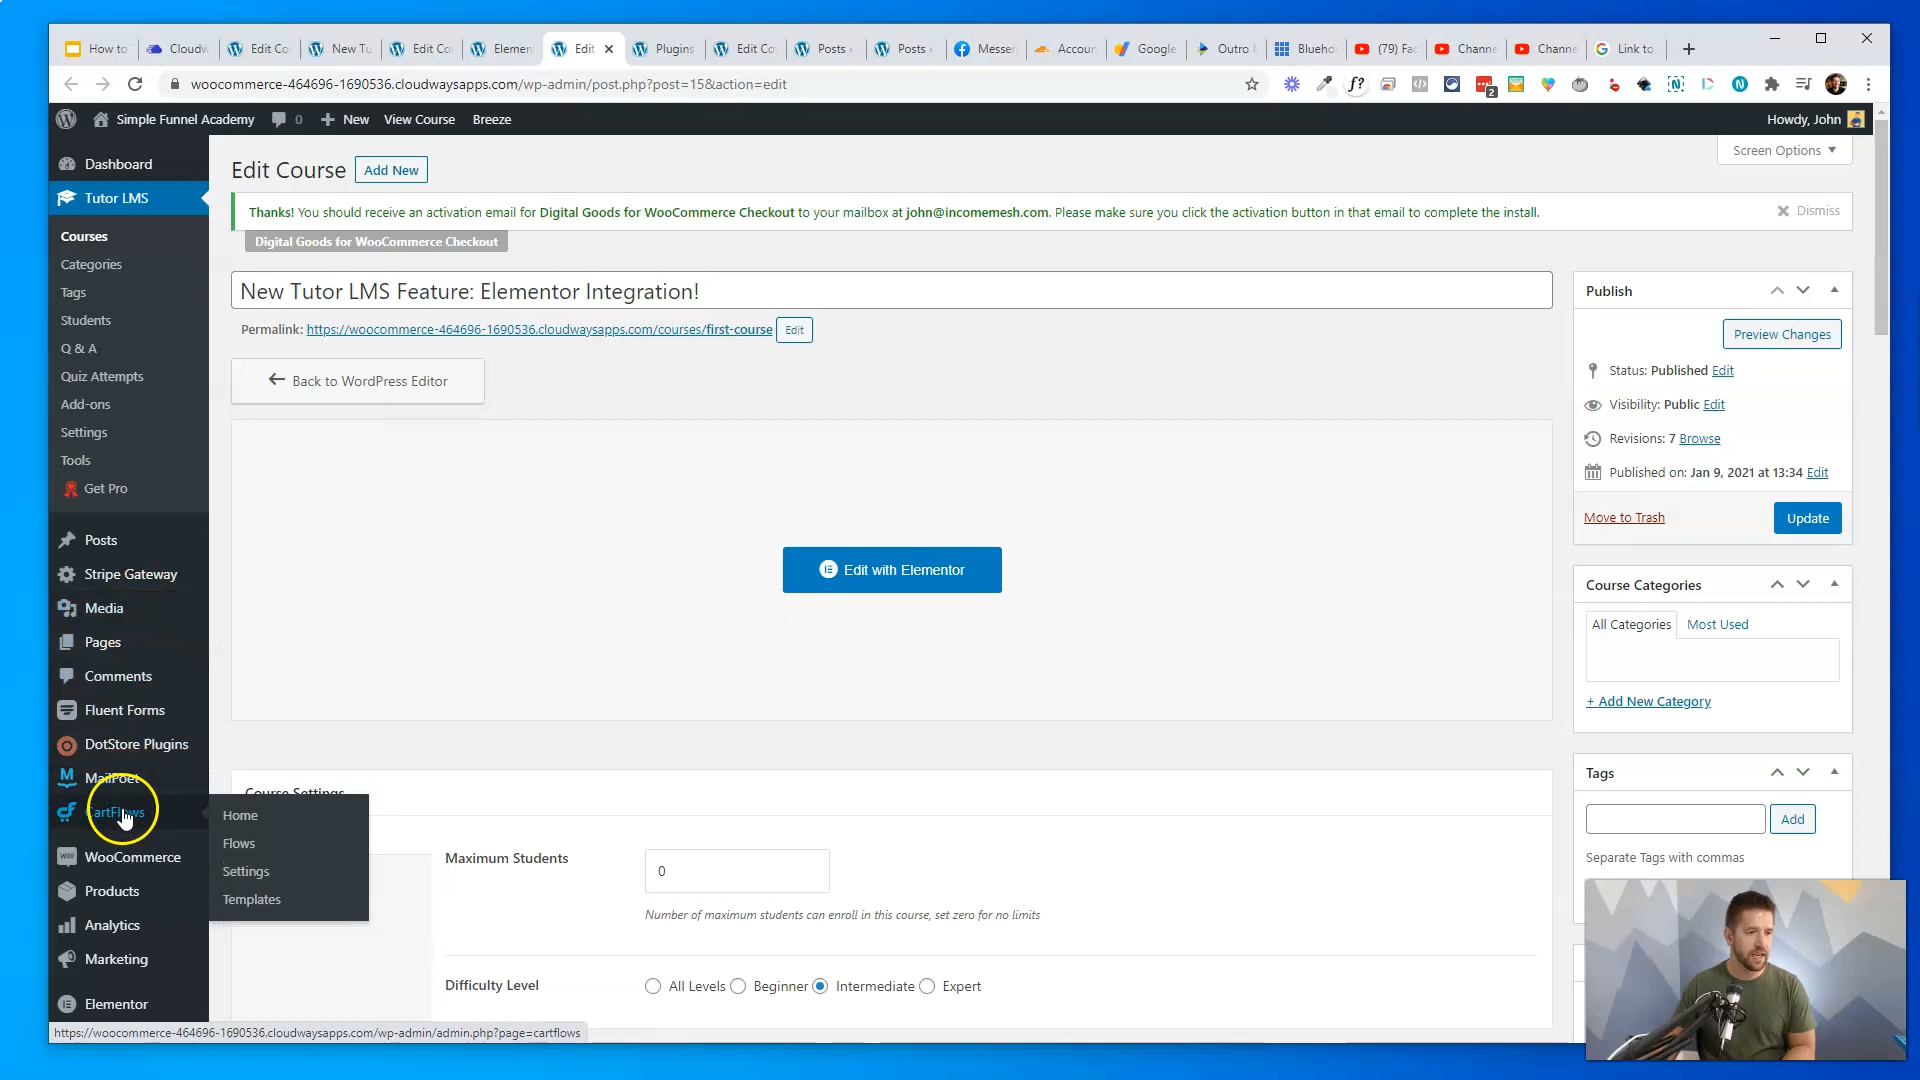 How to
Cloudw
Edit Co
New Tu
Edit Co
Elemen
Edit
Plugins
Edit Co
Posts
Posts
Messen
Accoun
Google
Outro
Blueho
(79) Fac
Channe
Channe
Link to
woocommerce-464696-1690536.cloudwaysapps.com/wp-admin/post.php?post=15&action=edit
f?
2
Simple Funnel Academy
0
New
View Course
Breeze
Howdy, John
Dashboard
Tutor LMS
Courses
Categories
Tags
Students
Q & A
Quiz Attempts
Add-ons
Settings
Tools
Get Pro
Posts
Stripe Gateway
Media
Pages
Comments
Fluent Forms
DotStore Plugins
MailPoet
CartFlows
WooCommerce
Products
Analytics
Marketing
Elementor
Home
Flows
Settings
Templates
Screen Options
Edit Course
Add New
Thanks! You should receive an activation email for Digital Goods for WooCommerce Checkout to your mailbox at john@incomemesh.com. Please make sure you click the activation button in that email to complete the install.
Dismiss
Digital Goods for WooCommerce Checkout
New Tutor LMS Feature: Elementor Integration!
Permalink: https://woocommerce-464696-1690536.cloudwaysapps.com/courses/first-course Edit
Back to WordPress Editor
Edit with Elementor
Course Settings
Maximum Students
0
Number of maximum students can enroll in this course, set zero for no limits
Difficulty Level
All Levels
Beginner
Intermediate
Expert
Publish
Preview Changes
Status: Published Edit
Visibility: Public Edit
Revisions: 7 Browse
Published on: Jan 9, 2021 at 13:34 Edit
Move to Trash
Update
Course Categories
All Categories
Most Used
+ Add New Category
Tags
Add
Separate Tags with commas
https://woocommerce-464696-1690536.cloudwaysapps.com/wp-admin/admin.php?page=cartflows